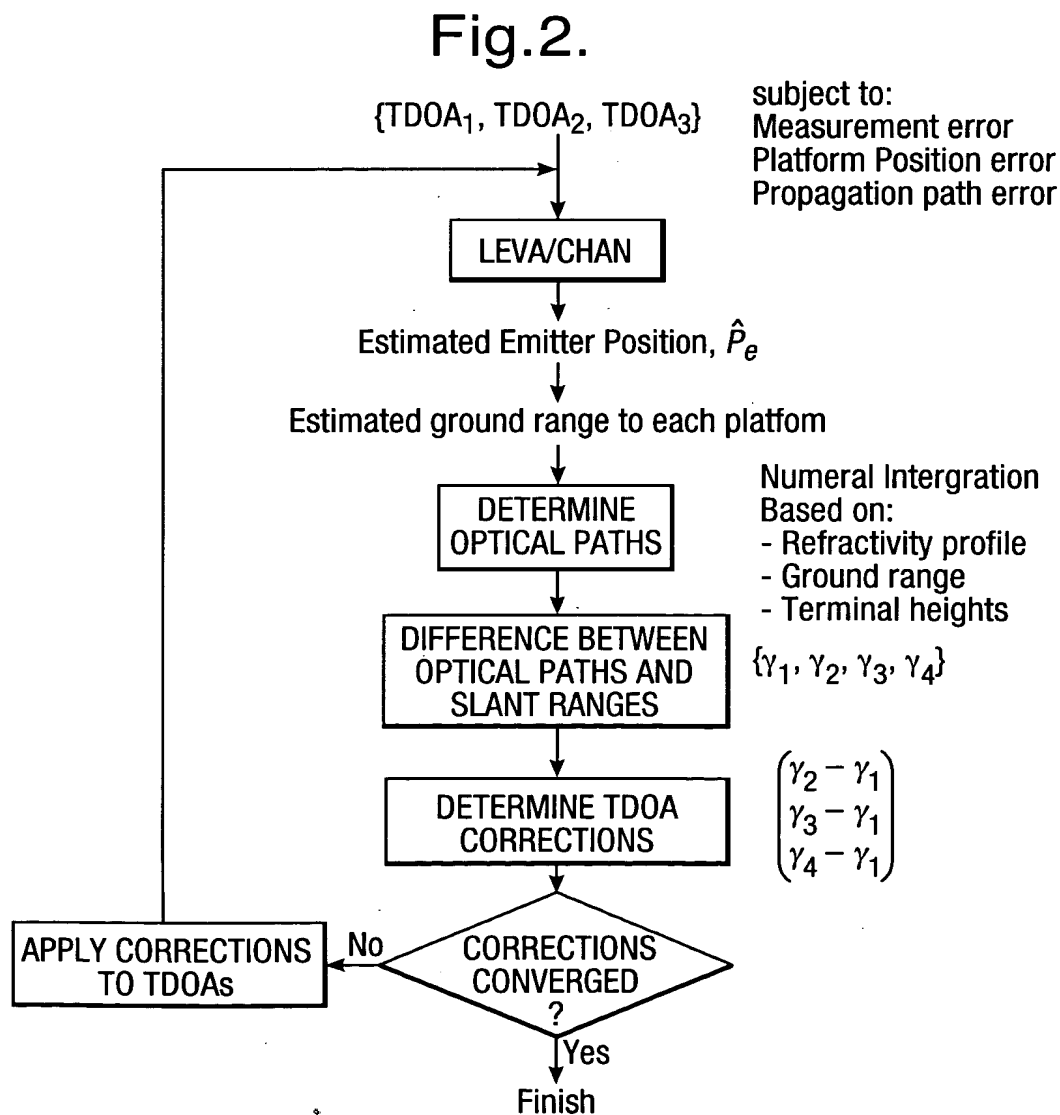 Fig.2.
{TDOA₁, TDOA₂, TDOA₃}
subject to:
Measurement error
Platform Position error
Propagation path error
LEVA/CHAN
Estimated Emitter Position, P̂ₑ
Estimated ground range to each platfom
DETERMINE
OPTICAL PATHS
Numeral Intergration
Based on:
- Refractivity profile
- Ground range
- Terminal heights
DIFFERENCE BETWEEN
OPTICAL PATHS AND
SLANT RANGES
{γ₁, γ₂, γ₃, γ₄}
DETERMINE TDOA
CORRECTIONS
γ₂ – γ₁
γ₃ – γ₁
γ₄ – γ₁
CORRECTIONS
CONVERGED
?
No
APPLY CORRECTIONS
TO TDOAs
Yes
Finish